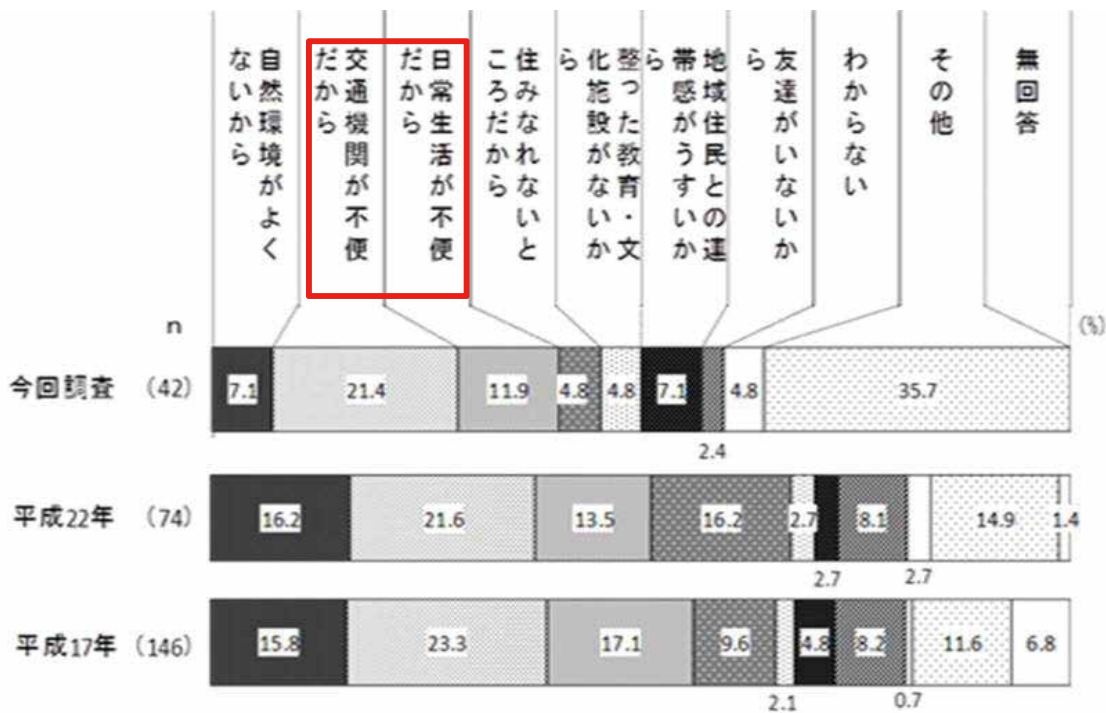 自然環境がよく
ないから
交通機関が不便
だから
日常生活が不便
だから
住みなれないと
ころだから
整った教育・文
化施設がないか
ら
地域住民との連
帯感がうすいか
ら
友達がいないか
ら
わからない
その他
無回答
n
(%)
今回調査 (42) 7.1 21.4 11.9 4.8 4.8 7.1 4.8 35.7
2.4
平成22年 (74) 16.2 21.6 13.5 16.2 2.7 8.1 14.9 1.4
2.7 2.7
平成17年 (146) 15.8 23.3 17.1 9.6 4.8 8.2 11.6 6.8
2.1 0.7